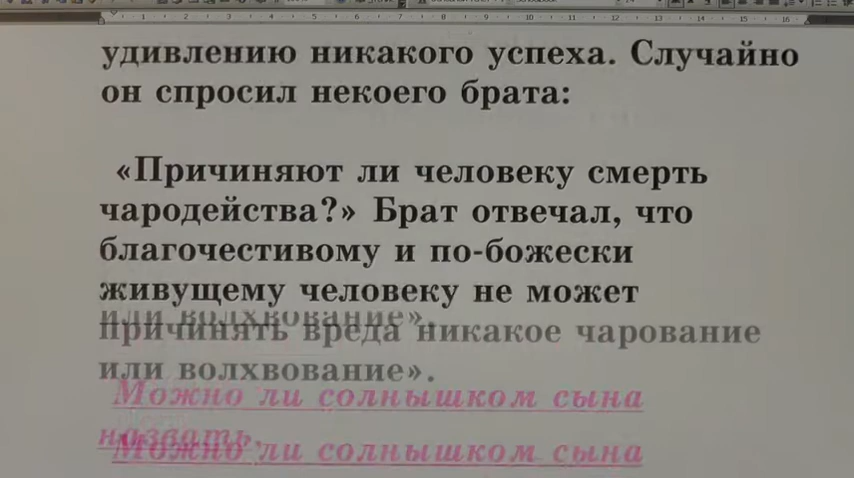 удивлению никакого успеха. Случайно
он спросил некоего брата:
«Причиняют ли человеку смерть
чародейства?» Брат отвечал, что
благочестивому и по-божески
живущему человеку не может
или волхвование».
причинять вреда никакое чарование
или волхвование».
Можно ли солнышком сына
назвать.
Можно ли солнышком сына